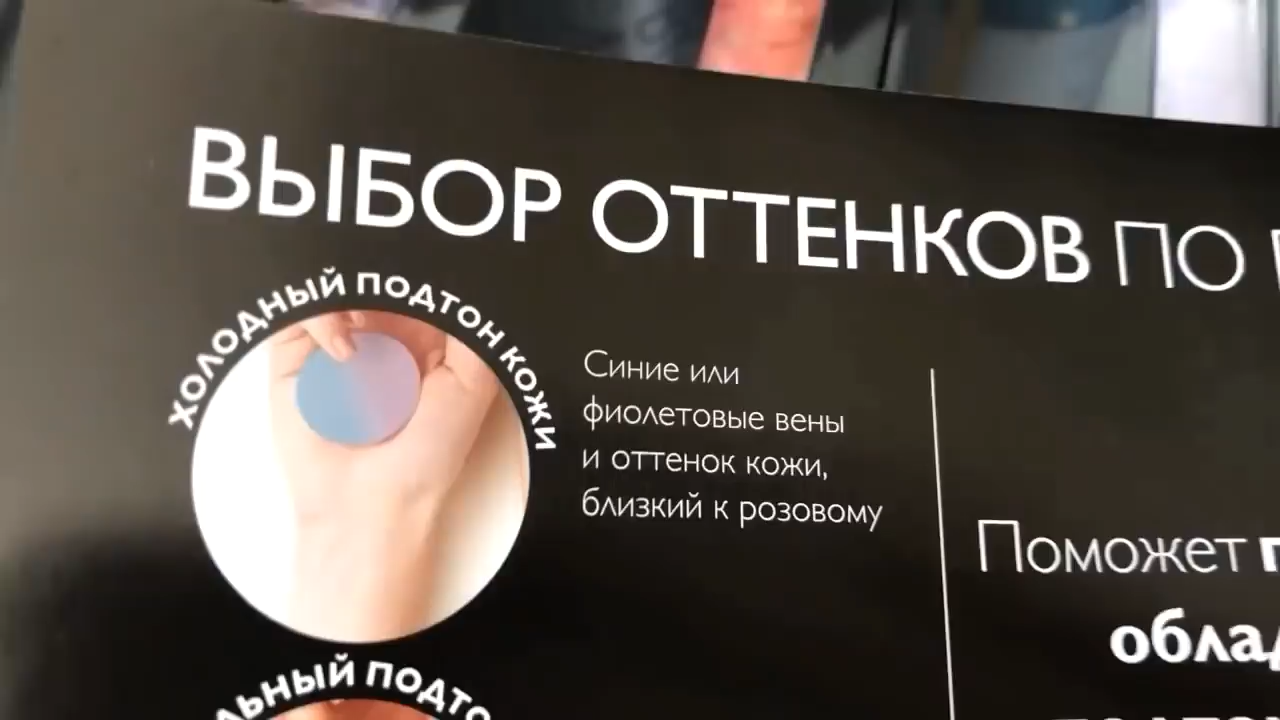 ВЫБОР ОТТЕНКОВ ПО
ХОЛОДНЫЙ ПОДТОН КОЖИ
Синие или
фиолетовые вены
и оттенок кожи,
близкий к розовому
Поможет